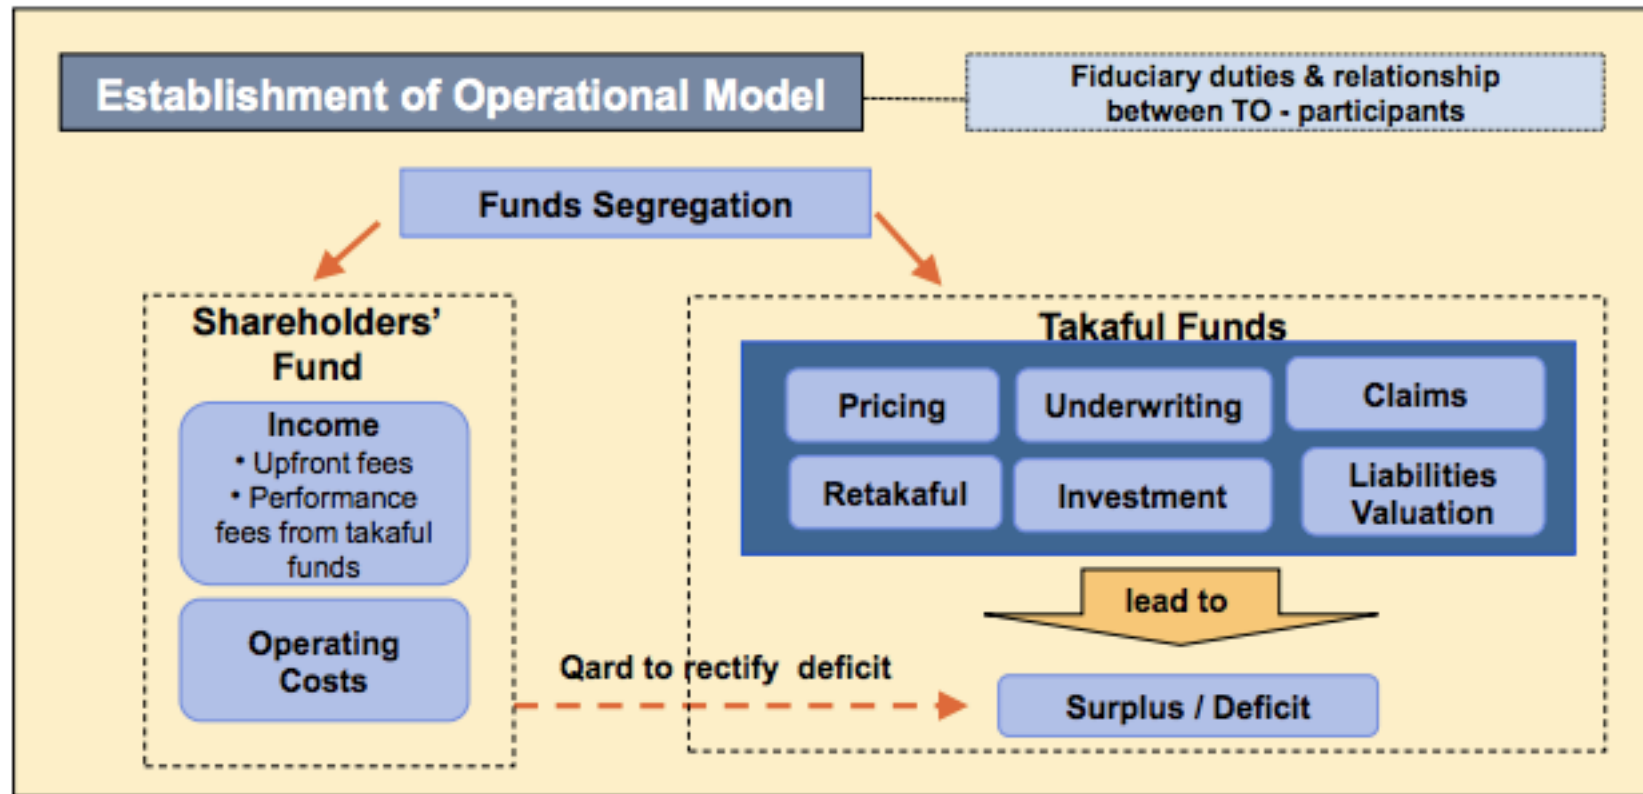 Establishment of Operational Model
Fiduciary duties & relationship
between TO - participants
Funds Segregation
Shareholders'
Fund
Income
• Upfront fees
• Performance
fees from takaful
funds
Operating
Costs
Qard to rectify deficit
Takaful Funds
Pricing
Underwriting
Claims
Retakaful
Investment
Liabilities
Valuation
lead to
Surplus / Deficit